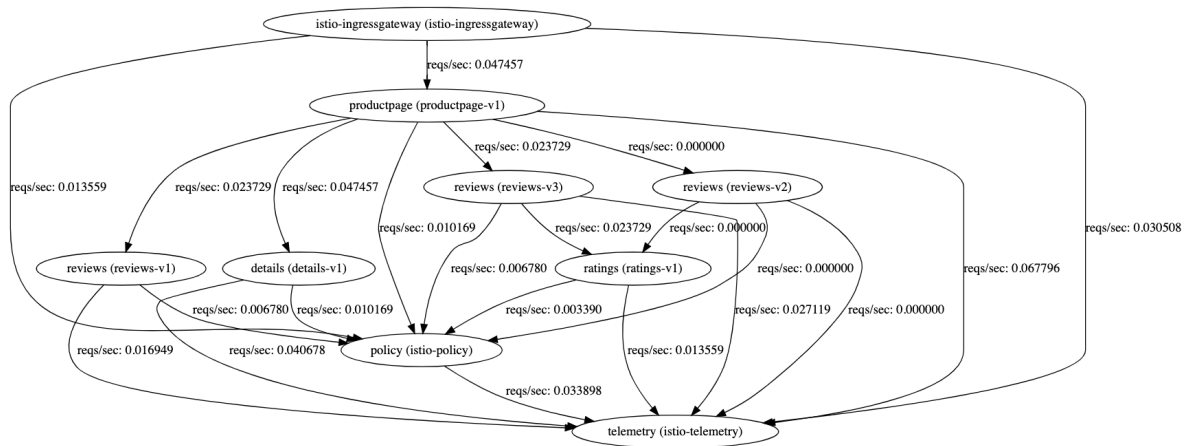 istio-ingressgateway (istio-ingressgateway)
reqs/sec: 0.047457
productpage (productpage-v1)
reqs/sec: 0.023729
reqs/sec: 0.000000
reqs/sec: 0.013559
reqs/sec: 0.023729
reqs/sec: 0.047457
reviews (reviews-v3)
reviews (reviews-v2)
reqs/sec: 0.010169
reqs/sec: 0.023729
reqs/sec: 0.000000
reqs/sec: 0.030508
reviews (reviews-v1)
details (details-v1)
reqs/sec: 0.006780
ratings (ratings-v1)
reqs/sec: 0.000000
reqs/sec: 0.067796
reqs/sec: 0.006780
reqs/sec: 0.010169
reqs/sec: 0.003390
reqs/sec: 0.027119
reqs/sec: 0.000000
reqs/sec: 0.016949
reqs/sec: 0.040678
policy (istio-policy)
reqs/sec: 0.013559
reqs/sec: 0.033898
telemetry (istio-telemetry)